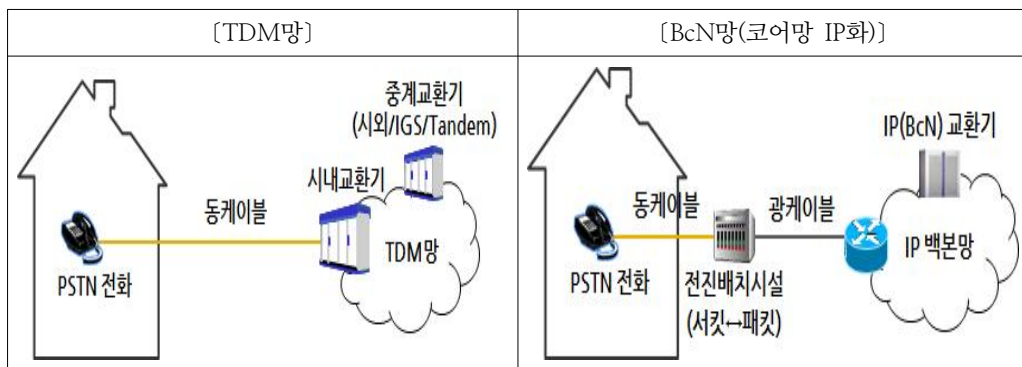 〔TDM망〕
〔BcN망(코어망 IP화)〕
중계교환기
(시외/IGS/Tandem)
시내교환기
동케이블
TDM망
PSTN 전화
IP(BcN) 교환기
동케이블
광케이블
IP 백본망
PSTN 전화
전진배치시설
(서킷↔패킷)